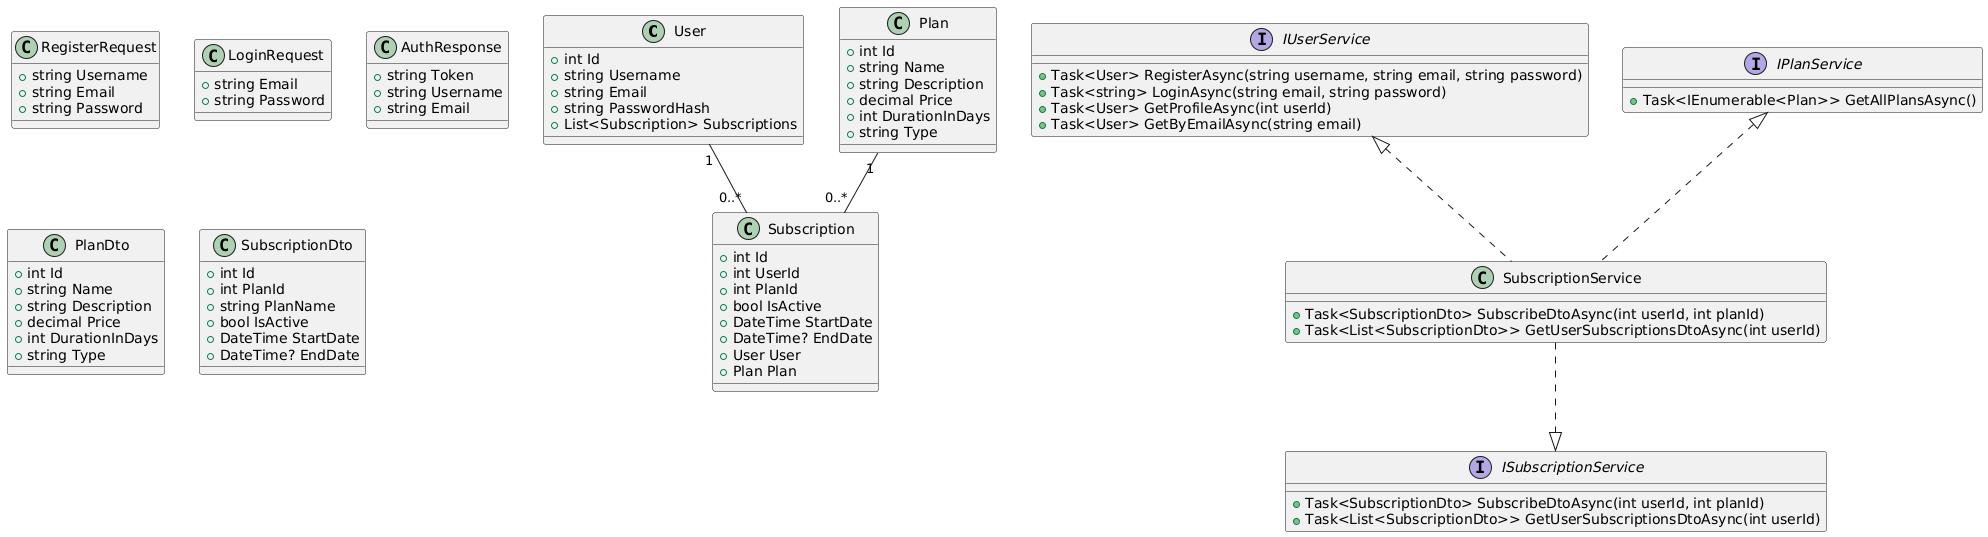 C RegisterRequest
string Username
string Email
string Password
C LoginRequest
string Email
string Password
C AuthResponse
string Token
string Username
string Email
C User
int Id
string Username
string Email
string PasswordHash
List<Subscription> Subscriptions
C Plan
int Id
string Name
string Description
decimal Price
int DurationInDays
string Type
I IUserService
Task<User> RegisterAsync(string username, string email, string password)
Task<string> LoginAsync(string email, string password)
Task<User> GetProfileAsync(int userId)
Task<User> GetByEmailAsync(string email)
I IPlanService
Task<IEnumerable<Plan>> GetAllPlansAsync()
1
0..*
1
0..*
C PlanDto
int Id
string Name
string Description
decimal Price
int DurationInDays
string Type
C SubscriptionDto
int Id
int PlanId
string PlanName
bool IsActive
DateTime StartDate
DateTime? EndDate
C Subscription
int Id
int UserId
int PlanId
bool IsActive
DateTime StartDate
DateTime? EndDate
User User
Plan Plan
C SubscriptionService
Task<SubscriptionDto> SubscribeDtoAsync(int userId, int planId)
Task<List<SubscriptionDto>> GetUserSubscriptionsDtoAsync(int userId)
I ISubscriptionService
Task<SubscriptionDto> SubscribeDtoAsync(int userId, int planId)
Task<List<SubscriptionDto>> GetUserSubscriptionsDtoAsync(int userId)